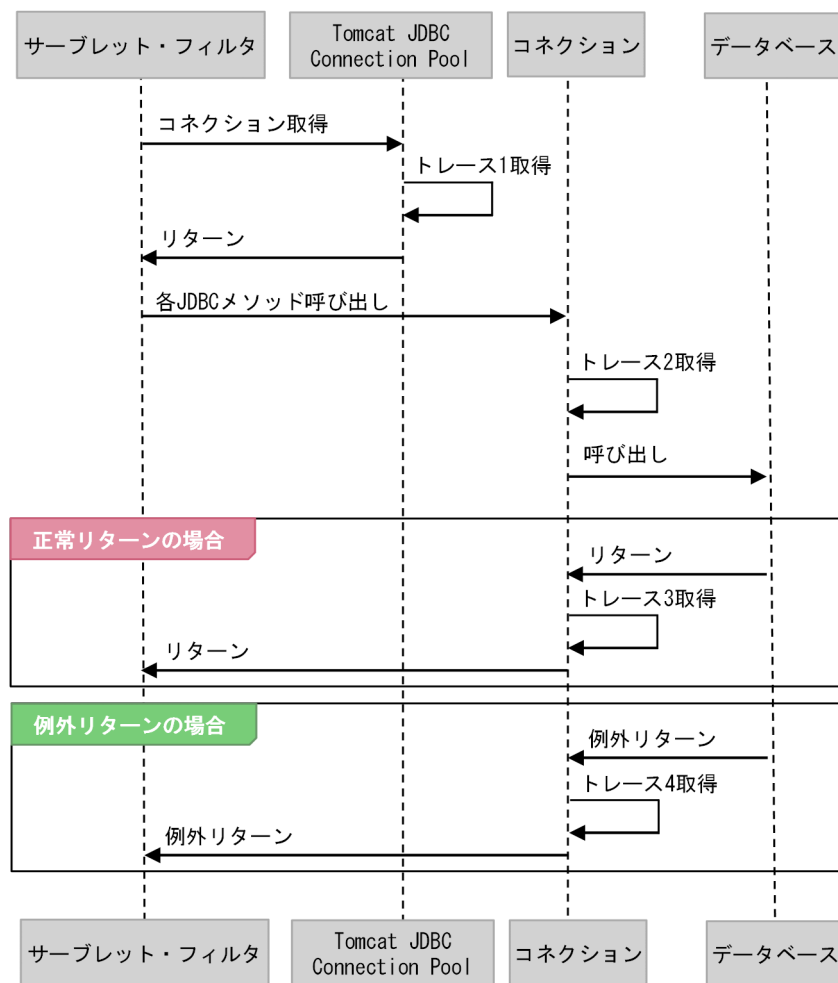 サーブレット・フィルタ
Tomcat JDBC
Connection Pool
コネクション
データベース
コネクション取得
トレース1取得
リターン
各JDBCメソッド呼び出し
トレース2取得
呼び出し
正常リターンの場合
リターン
トレース3取得
リターン
例外リターンの場合
例外リターン
トレース4取得
例外リターン
サーブレット・フィルタ
Tomcat JDBC
Connection Pool
コネクション
データベース